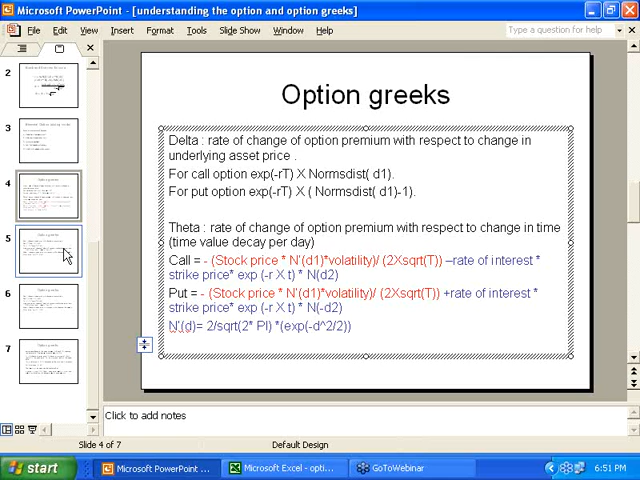 Microsoft PowerPoint - [understanding the option and option greeks]
File Edit View Insert Format Tools Slide Show Window Help
Type a question for help
2
3
4
5
6
7
Option greeks
Delta : rate of change of option premium with respect to change in
underlying asset price .
For call option exp(-rT) X Normsdist( d1).
For put option exp(-rT) X ( Normsdist( d1)-1).
Theta : rate of change of option premium with respect to change in time
(time value decay per day)
Call = - (Stock price * N'(d1)*volatility)/ (2Xsqrt(T)) –rate of interest *
strike price* exp (-r X t) * N(d2)
Put = - (Stock price * N'(d1)*volatility)/ (2Xsqrt(T)) +rate of interest *
strike price* exp (-r X t) * N(-d2)
N'(d)= 2/sqrt(2* PI) *(exp(-d^2/2))
Click to add notes
Slide 4 of 7
Default Design
start
Microsoft PowerPoint ...
Microsoft Excel - opti...
GoToWebinar
6:51 PM